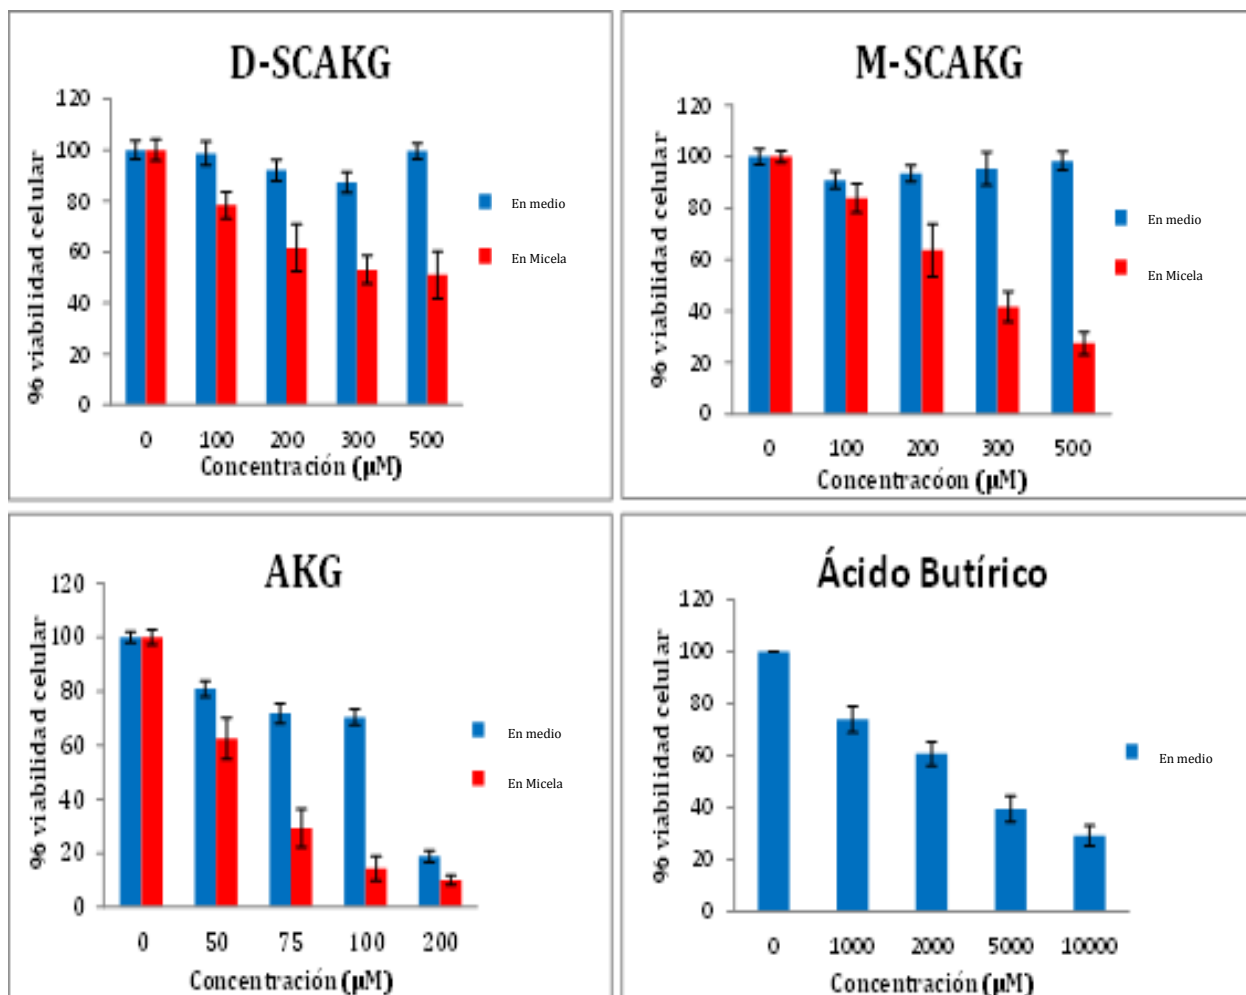 D-SCAKG
% viabilidad celular
120
100
80
60
40
20
0
0 100 200 300 500
Concentración (µM)
En medio
En Micela
M-SCAKG
% viabilidad celular
120
100
80
60
40
20
0
0 100 200 300 500
Concentracóon (µM)
En medio
En Micela
AKG
% viabilidad celular
120
100
80
60
40
20
0
0 50 75 100 200
Concentración (µM)
En medio
En Micela
Ácido Butírico
% viabilidad celular
120
100
80
60
40
20
0
0 1000 2000 5000 10000
Concentración (µM)
En medio